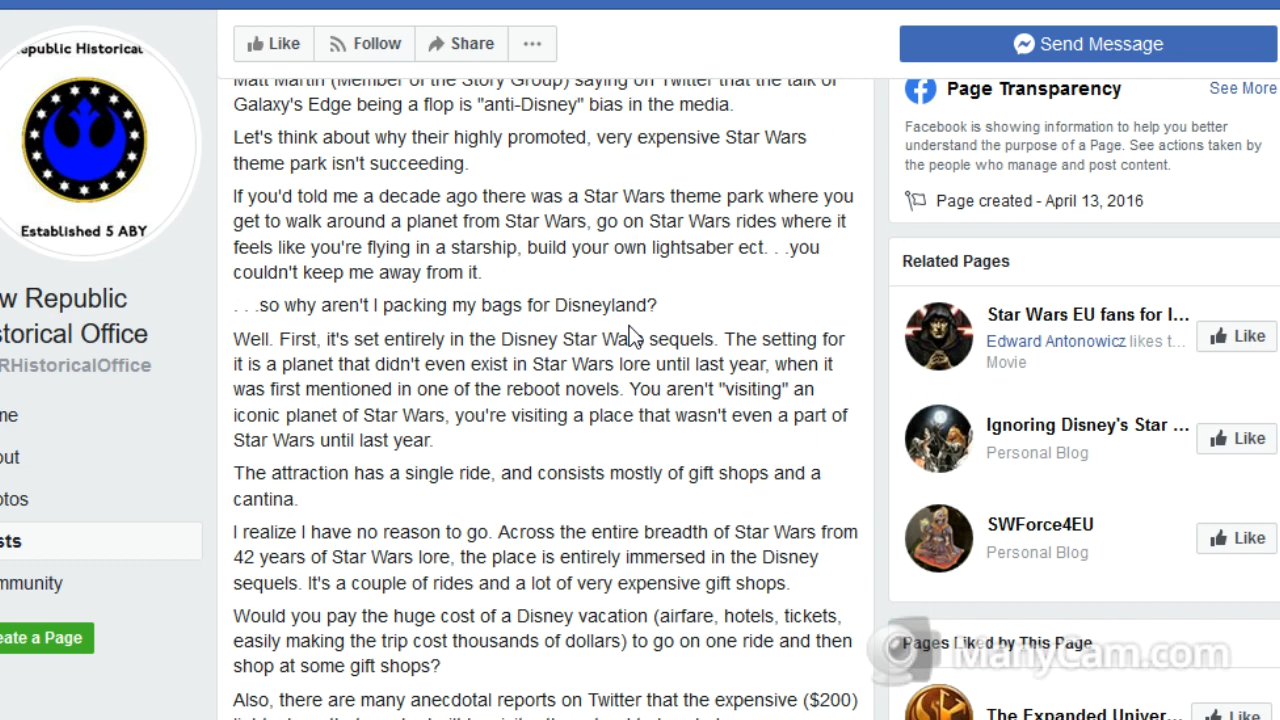 epublic Historical
Established 5 ABY
w Republic
storical Office
RHistoricalOffice
me
out
otos
sts
mmunity
eate a Page
Like
Follow
Share
Send Message
Matt Martin (Member of the Story Group) saying on Twitter that the talk of
Galaxy's Edge being a flop is "anti-Disney" bias in the media.
Let's think about why their highly promoted, very expensive Star Wars
theme park isn't succeeding.
If you'd told me a decade ago there was a Star Wars theme park where you
get to walk around a planet from Star Wars, go on Star Wars rides where it
feels like you're flying in a starship, build your own lightsaber ect. . .you
couldn't keep me away from it.
. . .so why aren't I packing my bags for Disneyland?
Well. First, it's set entirely in the Disney Star Wars sequels. The setting for
it is a planet that didn't even exist in Star Wars lore until last year, when it
was first mentioned in one of the reboot novels. You aren't "visiting" an
iconic planet of Star Wars, you're visiting a place that wasn't even a part of
Star Wars until last year.
The attraction has a single ride, and consists mostly of gift shops and a
cantina.
I realize I have no reason to go. Across the entire breadth of Star Wars from
42 years of Star Wars lore, the place is entirely immersed in the Disney
sequels. It's a couple of rides and a lot of very expensive gift shops.
Would you pay the huge cost of a Disney vacation (airfare, hotels, tickets,
easily making the trip cost thousands of dollars) to go on one ride and then
shop at some gift shops?
Also, there are many anecdotal reports on Twitter that the expensive ($200)
Page Transparency
See More
Facebook is showing information to help you better
understand the purpose of a Page. See actions taken by
the people who manage and post content.
Page created - April 13, 2016
Related Pages
Star Wars EU fans for I...
Edward Antonowicz likes t...
Movie
Like
Ignoring Disney's Star ...
Personal Blog
Like
SWForce4EU
Personal Blog
Like
Pages Liked by This Page
ManyCam.com
The Expanded Univer...
Like